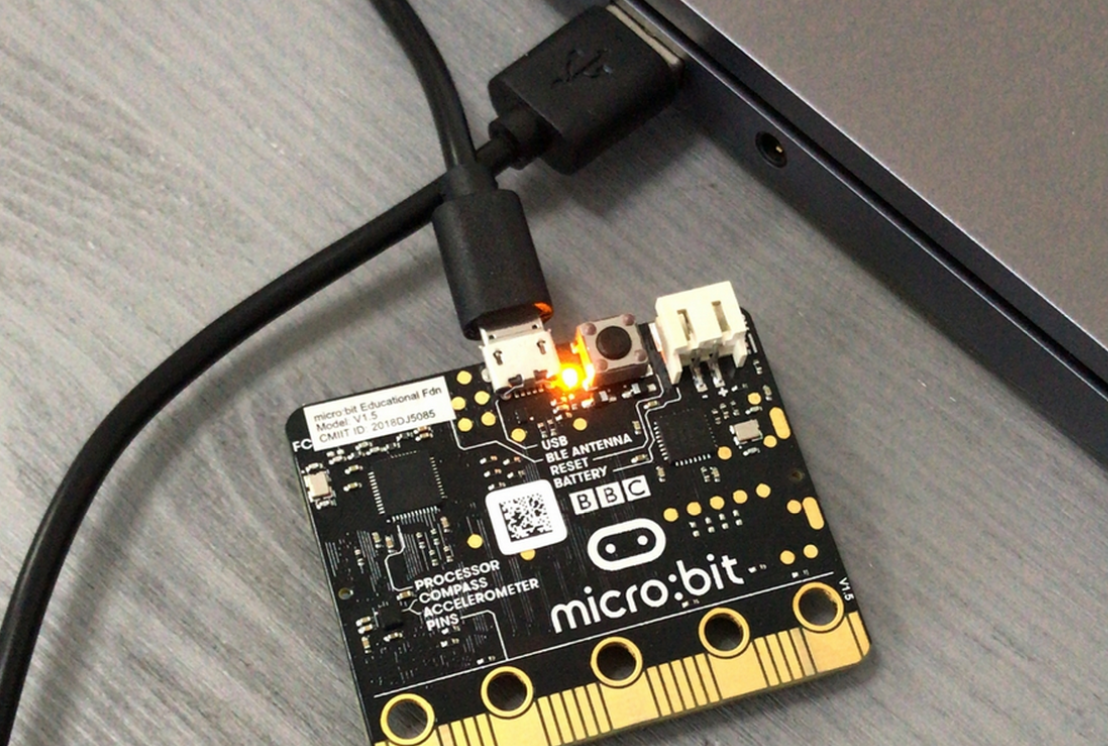 micro:bit Educational Fdn
Model: V1.5
CMIIT ID: 2018DJ5085
FC
USB
BLE ANTENNA
RESET
BATTERY
BBC
micro:bit
PROCESSOR
COMPASS
ACCELEROMETER
PINS
V1.5